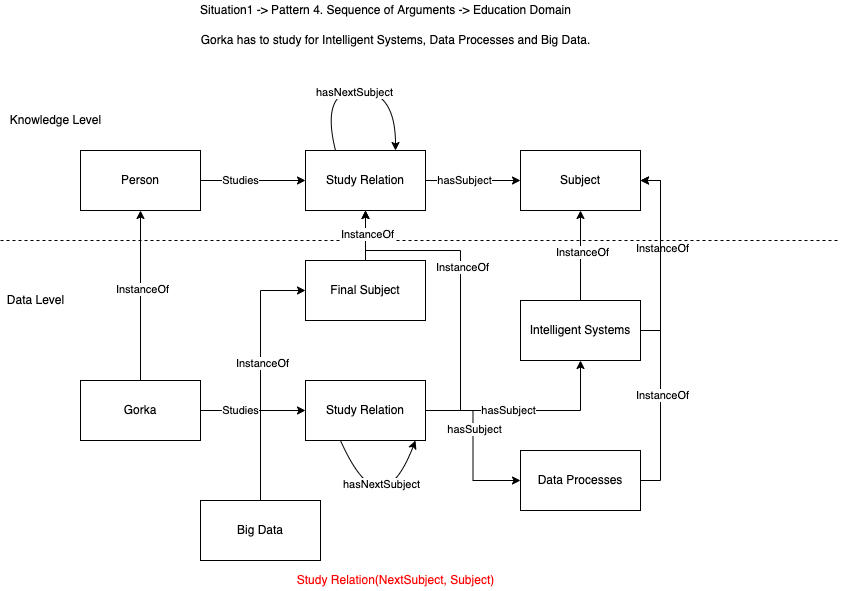 Situation1 -> Pattern 4. Sequence of Arguments -> Education Domain
Gorka has to study for Intelligent Systems, Data Processes and Big Data.
hasNextSubject
Knowledge Level
Person
Studies
Study Relation
hasSubject
Subject
InstanceOf
InstanceOf
InstanceOf
InstanceOf
InstanceOf
Data Level
Final Subject
Intelligent Systems
InstanceOf
InstanceOf
Gorka
Studies
Study Relation
hasSubject
hasSubject
hasNextSubject
Data Processes
Big Data
Study Relation(NextSubject, Subject)